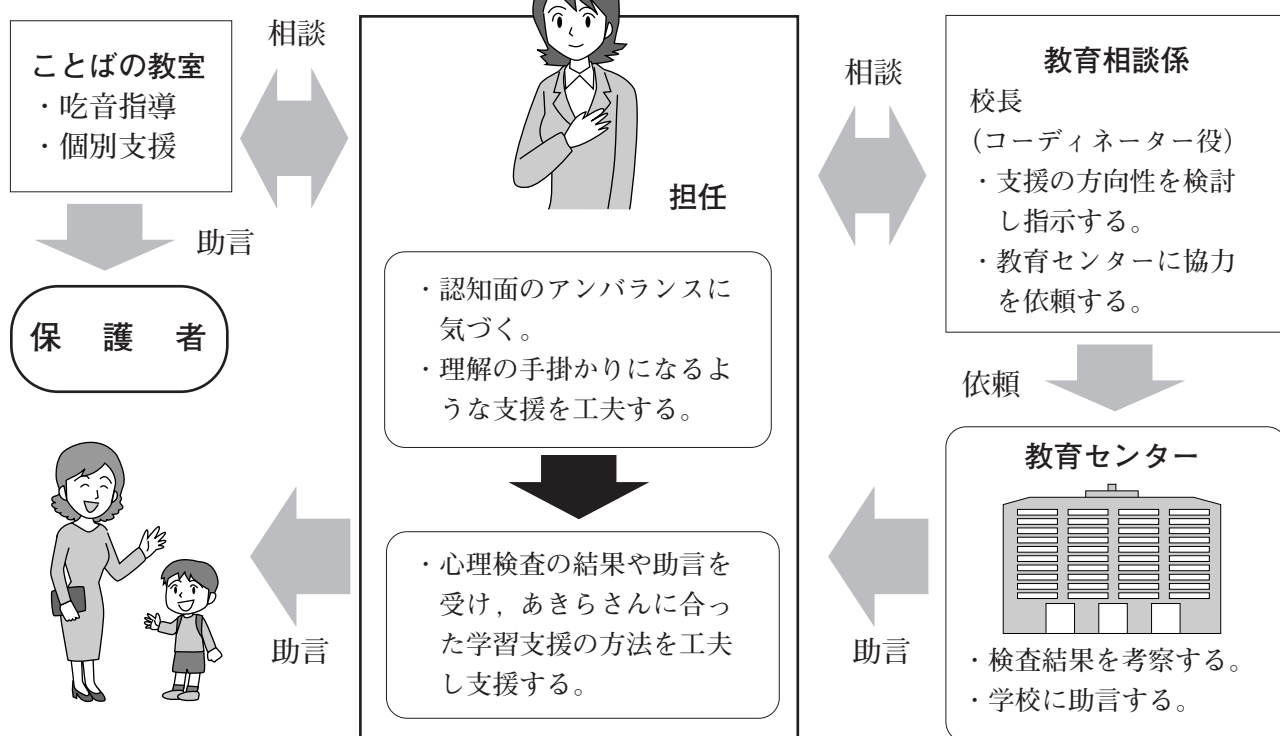 相談
ことばの教室
・吃音指導
・個別支援
助言
保護者
担任
・認知面のアンバランスに
気づく。
・理解の手掛かりになるよ
うな支援を工夫する。
・心理検査の結果や助言を
受け，あきらさんに合っ
た学習支援の方法を工夫
し支援する。
助言
相談
教育相談係
校長
（コーディネーター役）
・支援の方向性を検討
し指示する。
・教育センターに協力
を依頼する。
依頼
教育センター
・検査結果を考察する。
・学校に助言する。
助言